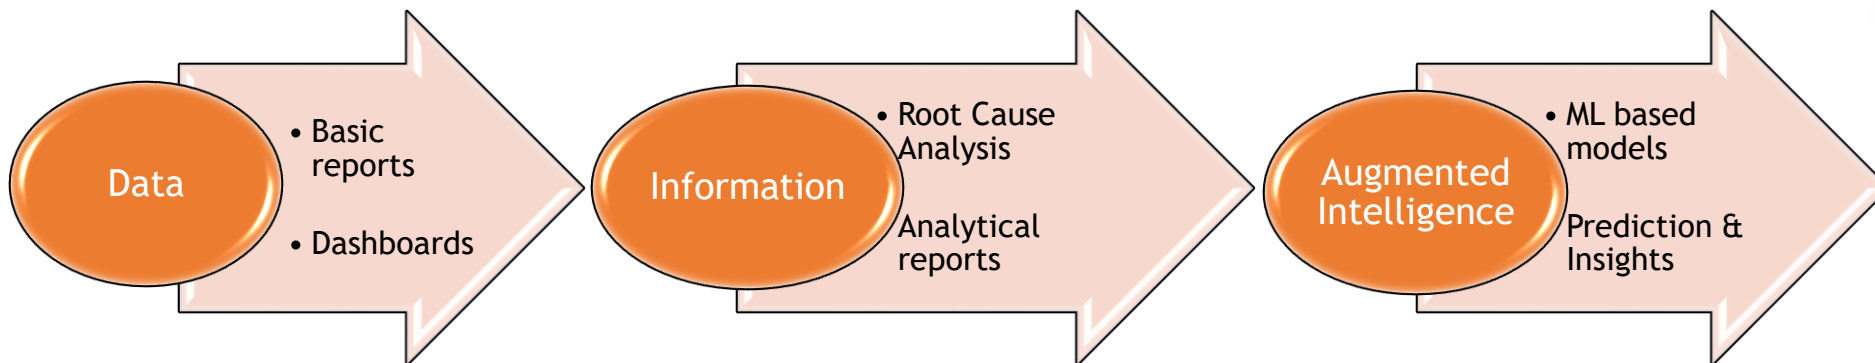 Data
• Basic
reports
• Dashboards
Information
• Root Cause
Analysis
Analytical
reports
Augmented
Intelligence
• ML based
models
Prediction &
Insights